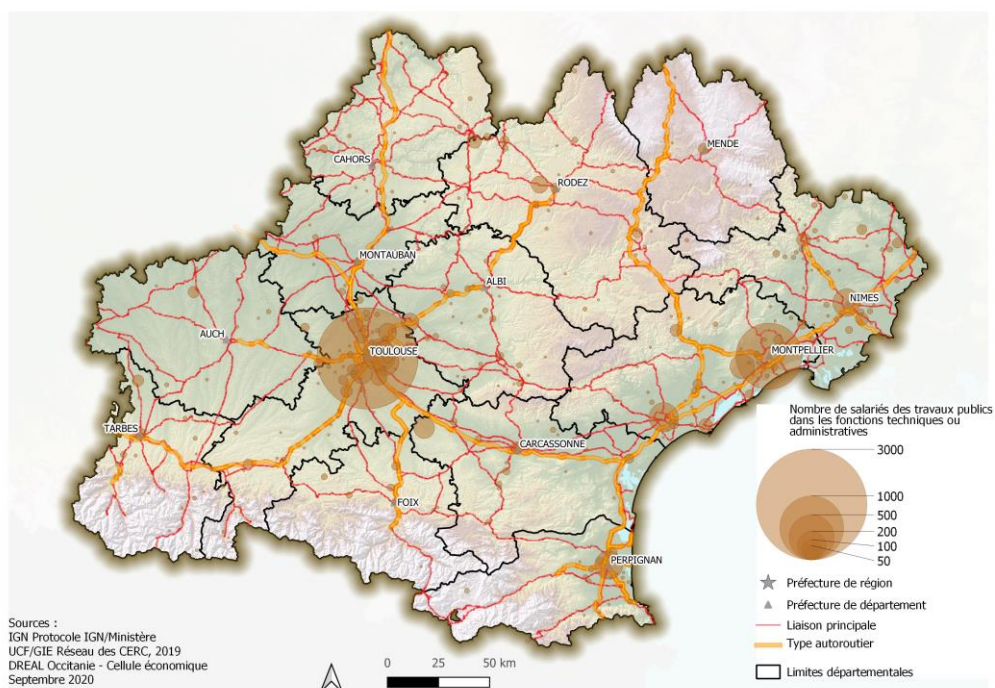 MENDE
CAHORS
RODEZ
MONTAUBAN
ALBI
NIMES
AUCH
TOULOUSE
MONTPELLIER
TARBES
CARCASSONNE
FOIX
PERPIGNAN
Nombre de salariés des travaux publics
dans les fonctions techniques ou
administratives
3000
1000
500
200
100
50
Préfecture de région
Préfecture de département
Liaison principale
Type autoroutier
Limites départementales
Sources :
IGN Protocole IGN/Ministère
UCF/GIE Réseau des CERC, 2019
DREAL Occitanie - Cellule économique
Septembre 2020
0 25 50 km